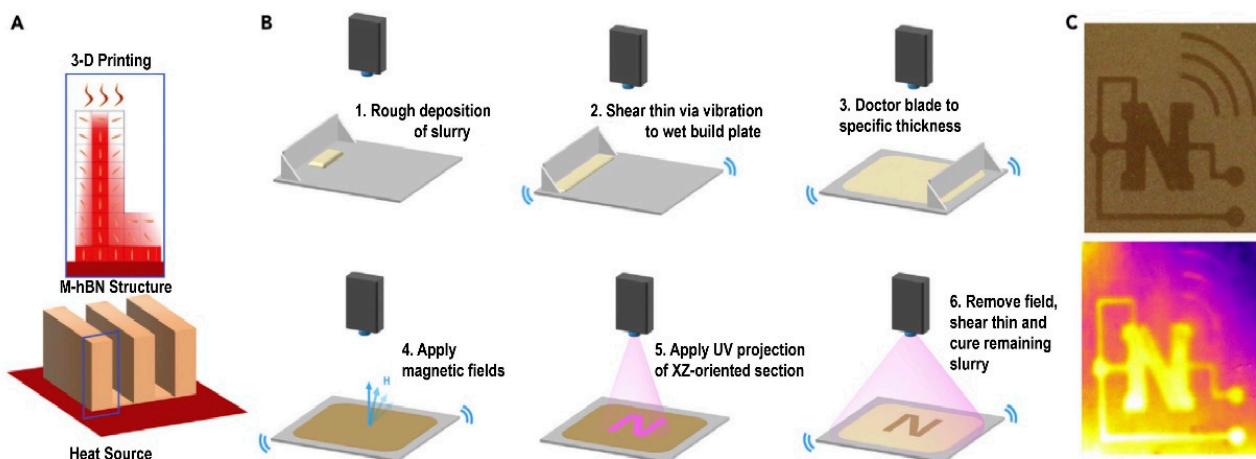 A
3-D Printing
M-hBN Structure
Heat Source
B
1. Rough deposition
of slurry
2. Shear thin via vibration
to wet build plate
3. Doctor blade to
specific thickness
4. Apply
magnetic fields
H
5. Apply UV projection
of XZ-oriented section
N
6. Remove field,
shear thin and
cure remaining
slurry
N
C
N
N